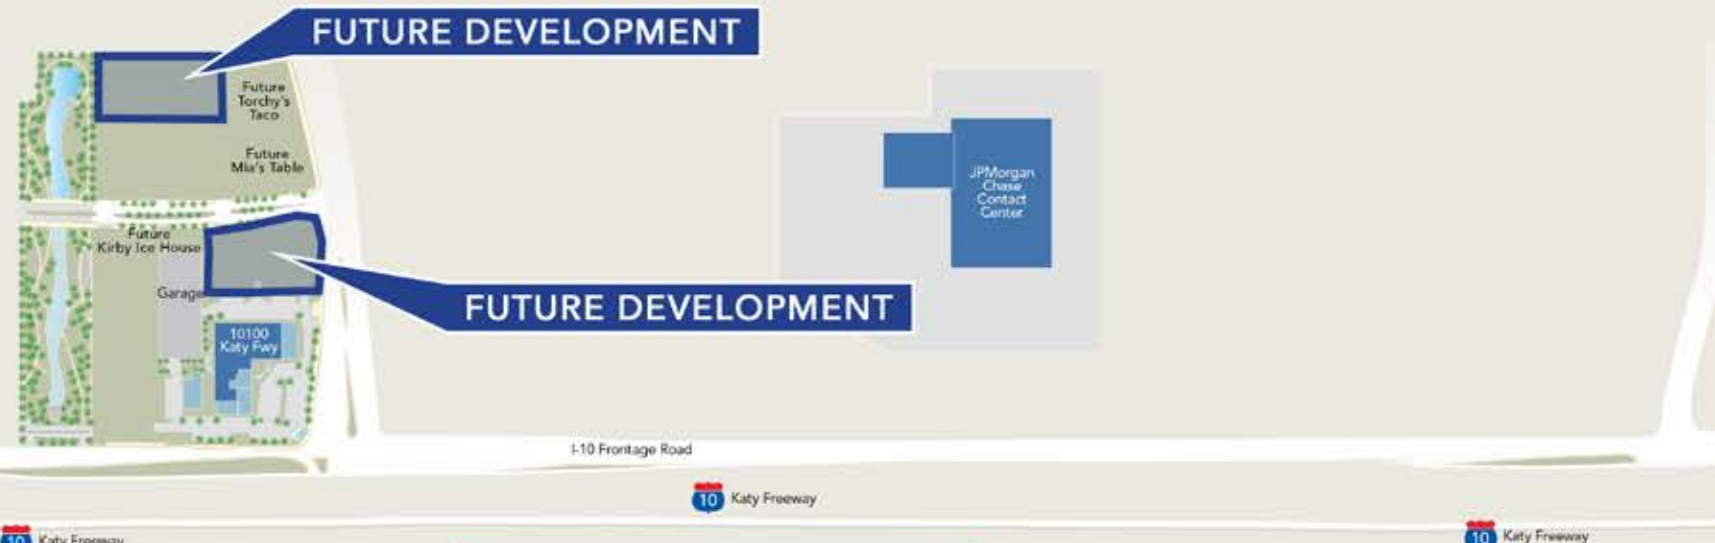 FUTURE DEVELOPMENT
Future
Torchy's
Taco
Future
Mia's Table
JPMorgan
Chase
Contact
Center
Future
Kirby Ice House
Garage
FUTURE DEVELOPMENT
10100
Katy Fwy
I-10 Frontage Road
10 Katy Freeway
10 Katy Freeway
10 Katy Freeway